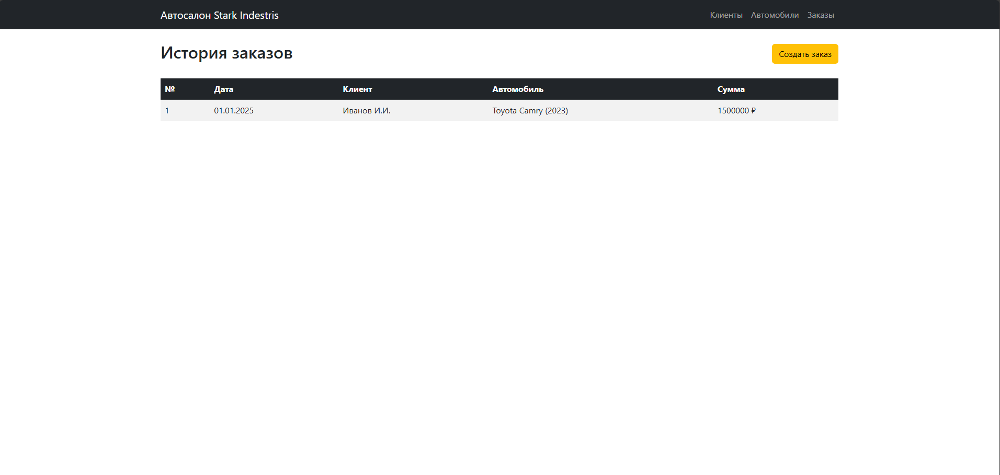 Автосалон Stark Indestris Клиенты Автомобили Заказы
История заказов Создать заказ
№ Дата Клиент Автомобиль Сумма
1 01.01.2025 Иванов И.И. Toyota Camry (2023) 1500000 ₽